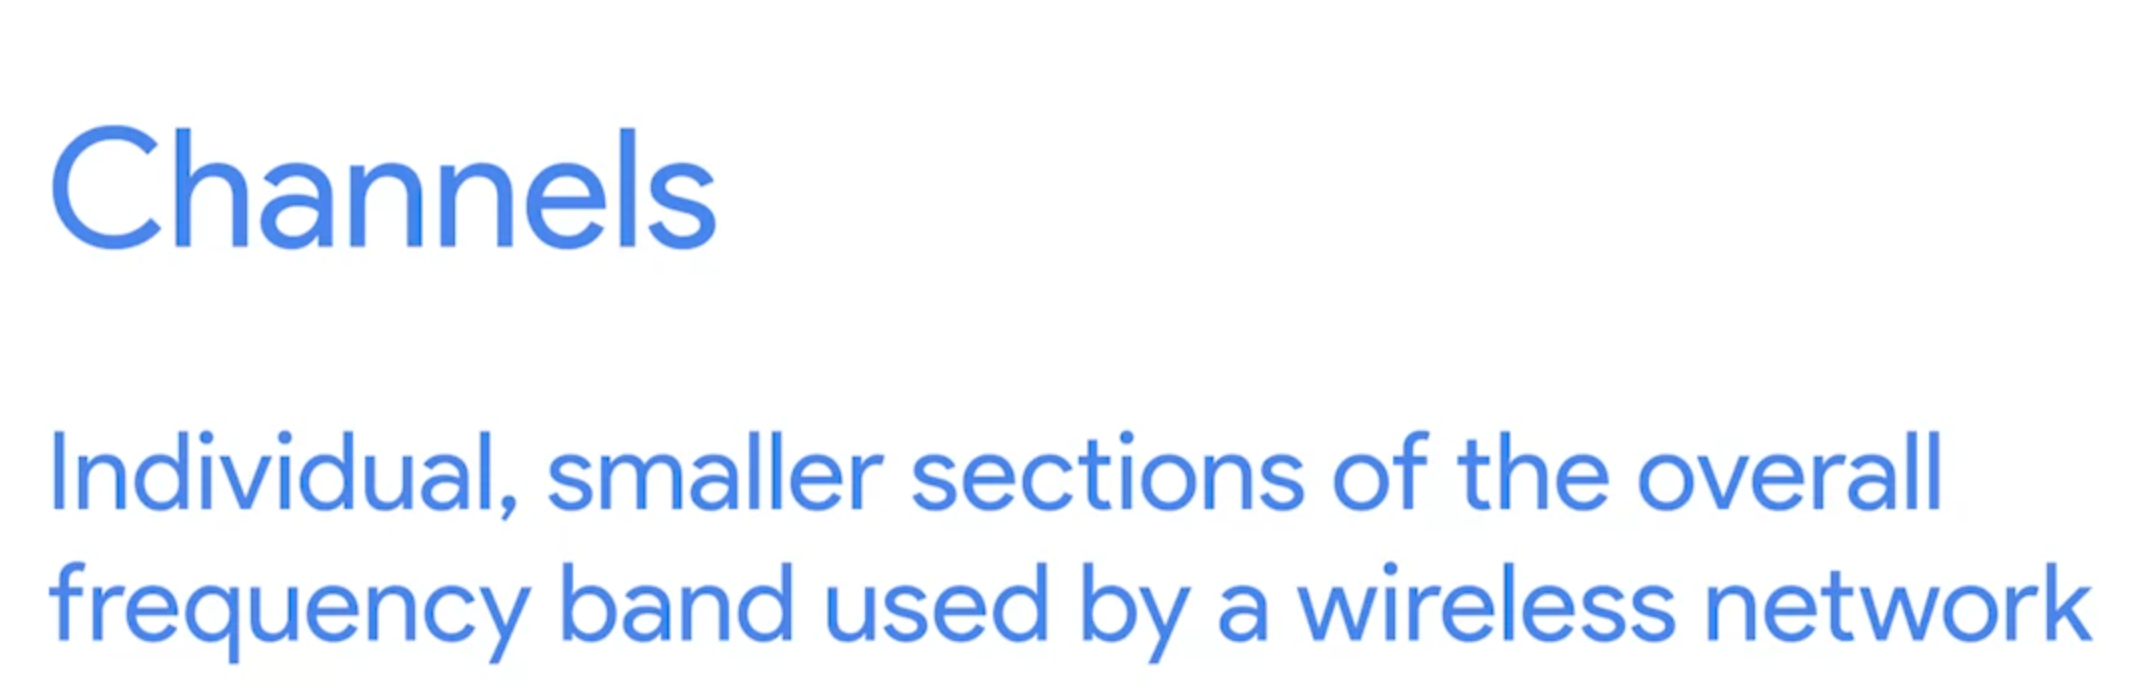 Channels
Individual, smaller sections of the overall
frequency band used by a wireless network